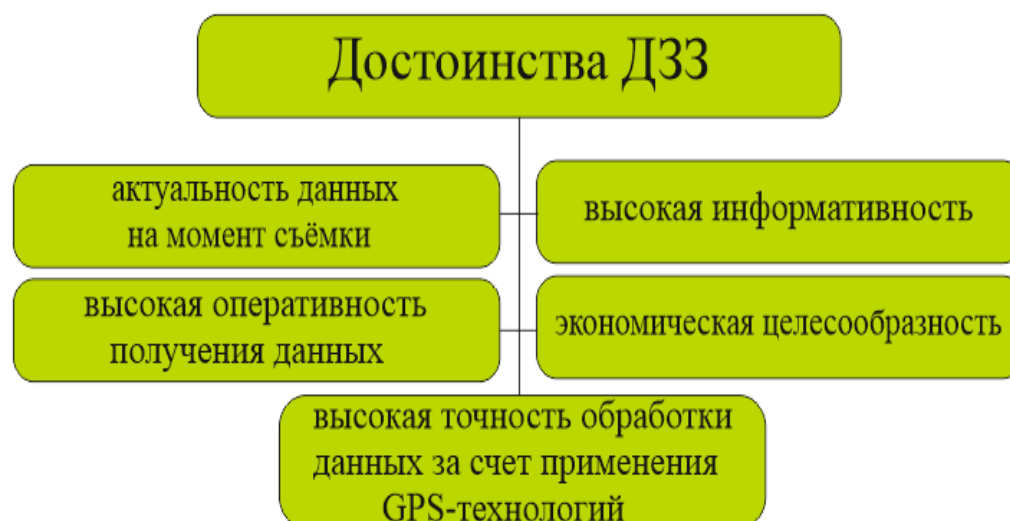 Достоинства ДЗЗ
актуальность данных
на момент съёмки
высокая информативность
высокая оперативность
получения данных
экономическая целесообразность
высокая точность обработки
данных за счет применения
GPS-технологий